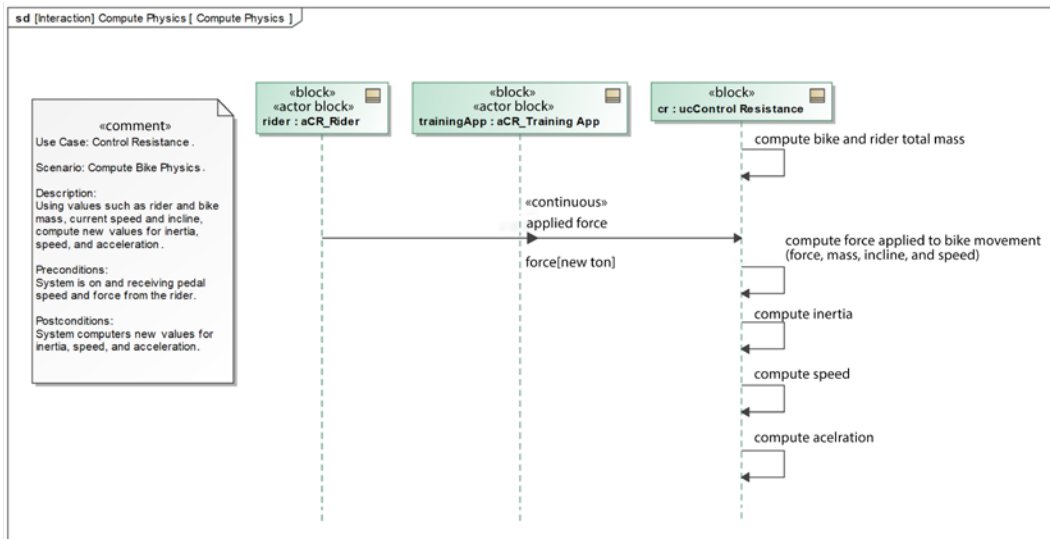 sd [Interaction] Compute Physics [ Compute Physics ]
«comment»
Use Case: Control Resistance .
Scenario: Compute Bike Physics .
Description:
Using values such as rider and bike
mass, current speed and incline,
compute new values for inertia,
speed, and acceleration .
Preconditions:
System is on and receiving pedal
speed and force from the rider.
Postconditions:
System computers new values for
inertia, speed, and acceleration.
«block»
«actor block»
rider : aCR_Rider
«block»
«actor block»
trainingApp : aCR_Training App
«block»
cr : ucControl Resistance
compute bike and rider total mass
«continuous»
applied force
force[new ton]
compute force applied to bike movement
(force, mass, incline, and speed)
compute inertia
compute speed
compute acelration